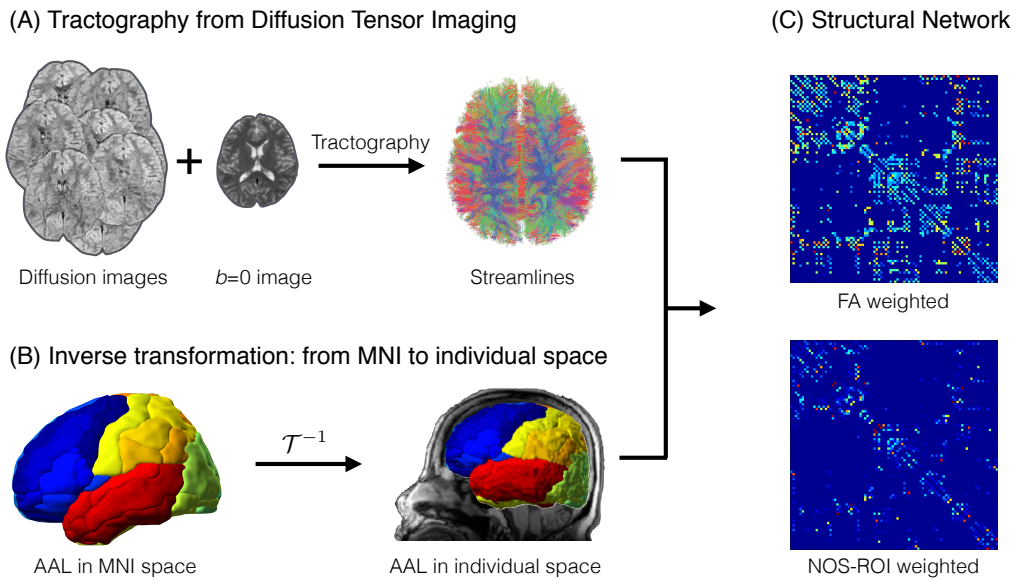 (A) Tractography from Diffusion Tensor Imaging
(C) Structural Network
+
Tractography
Diffusion images
b=0 image
Streamlines
FA weighted
(B) Inverse transformation: from MNI to individual space
𝒯⁻¹
AAL in MNI space
AAL in individual space
NOS-ROI weighted